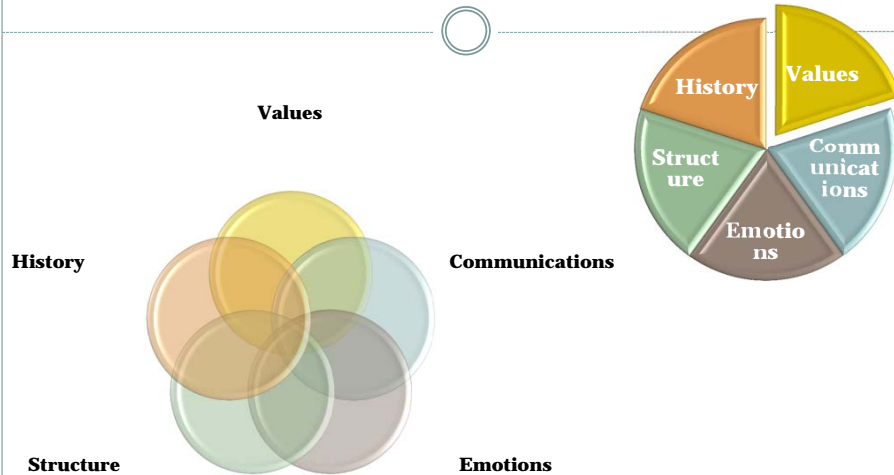 Values
History
Communications
Structure
Emotions
History
Values
Struct
ure
Comm
unicat
ions
Emotio
ns